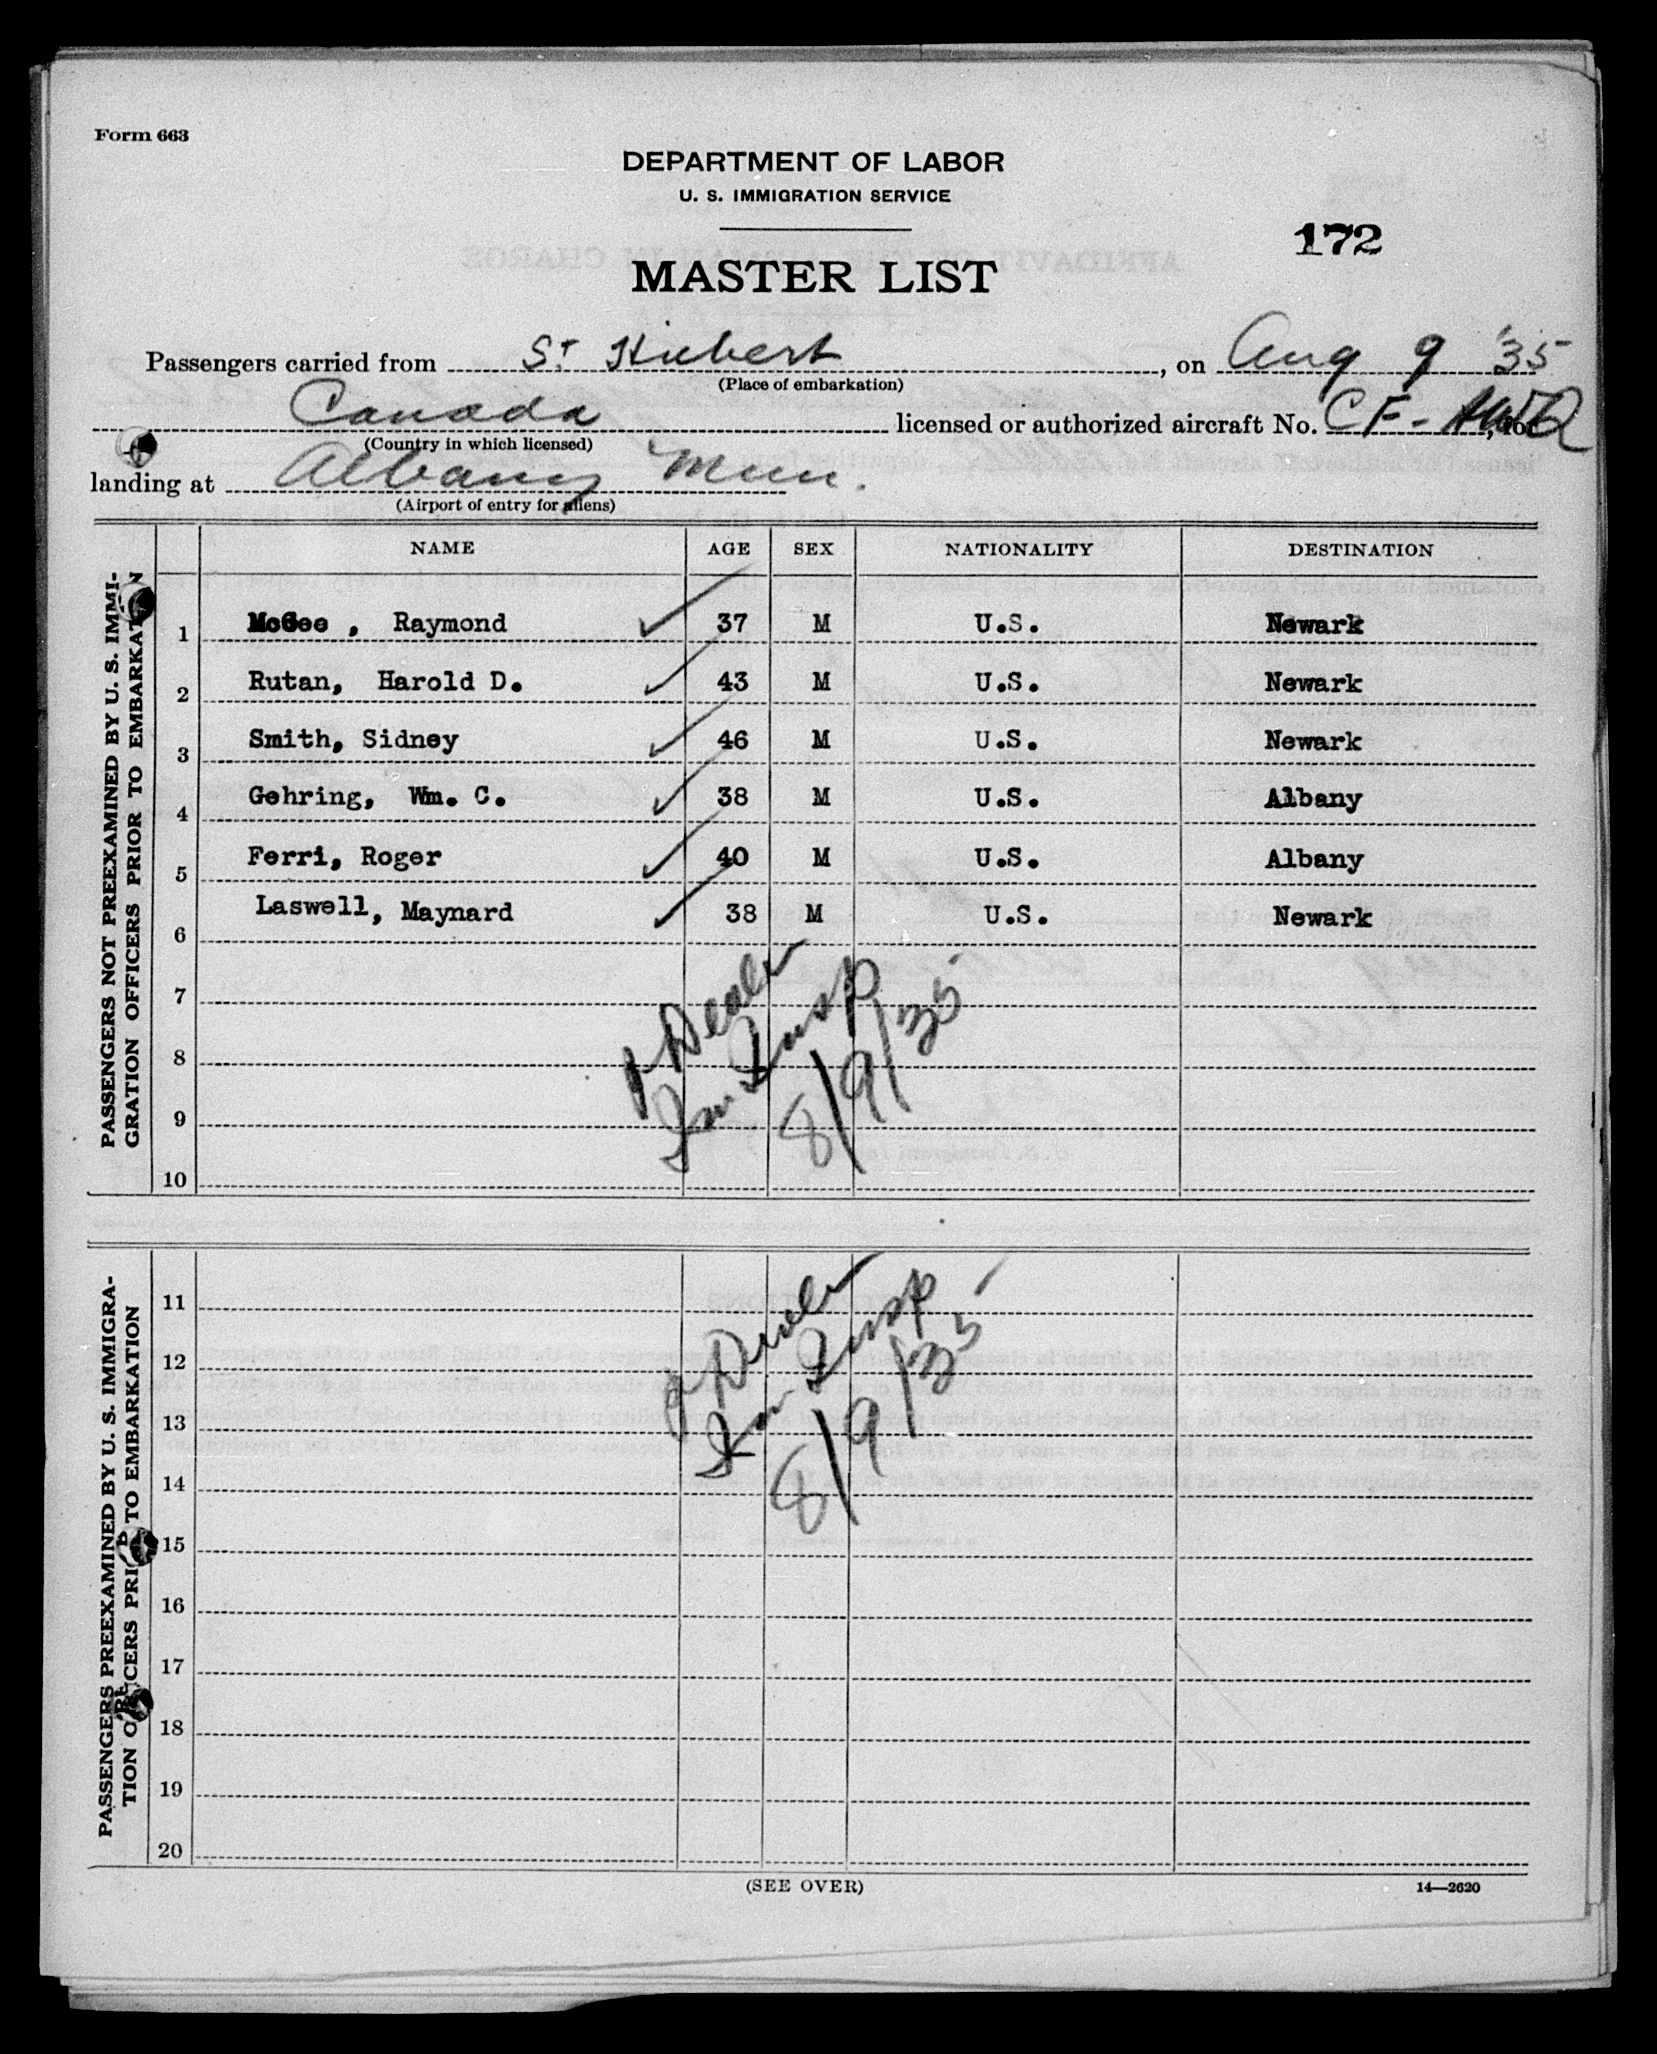 Form 663
DEPARTMENT OF LABOR
U. S. IMMIGRATION SERVICE
172
MASTER LIST
Passengers carried from St Hubert, on Aug 9 '35
(Place of embarkation)
Canada licensed or authorized aircraft No. CF-, for
(Country in which licensed)
landing at Albany Mun.
(Airport of entry for aliens)
PASSENGERS NOT PREEXAMINED BY U. S. IMMI-
GRATION OFFICERS PRIOR TO EMBARKATION
NAME AGE SEX NATIONALITY DESTINATION
1 McGee , Raymond 37 M U.S. Newark
2 Rutan, Harold D. 43 M U.S. Newark
3 Smith, Sidney 46 M U.S. Newark
4 Gehring, Wm. C. 38 M U.S. Albany
5 Ferri, Roger 40 M U.S. Albany
6 Laswell, Maynard 38 M U.S. Newark
7
8
9
10
Im Insp
8/9/35
PASSENGERS PREEXAMINED BY U. S. IMMIGRA-
TION OFFICERS PRIOR TO EMBARKATION
11
12
13
14
15
16
17
18
19
20
Im Insp
8/9/35
(SEE OVER)
14—2620